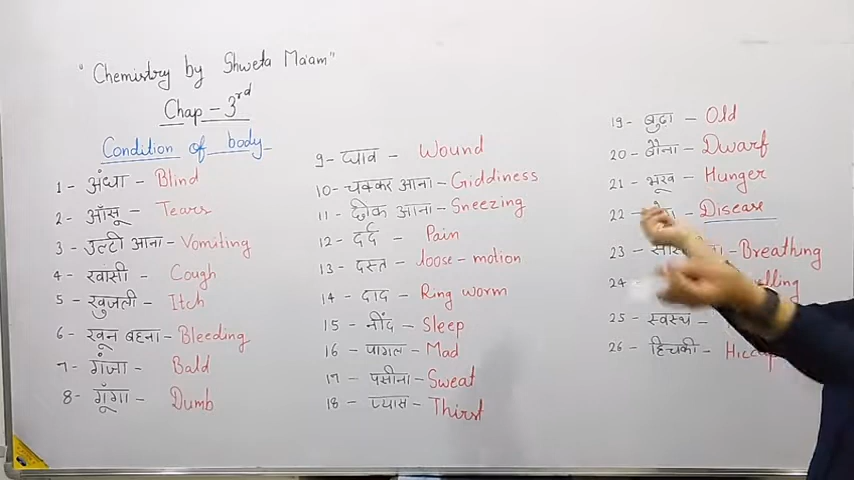 "Chemistry by Shweta Ma'am"
Chap - 3rd
Condition of body
1 - अंधा - Blind
2 - आँसू - Tears
3 - उल्टी आना - Vomiting
4 - खासी - Cough
5 - खुजली - Itch
6 - खून बहना - Bleeding
7 - गंजा - Bald
8 - गूँगा - Dumb
9 - घाव - Wound
10 - चक्कर आना - Giddiness
11 - छीक आना - Sneezing
12 - दर्द - Pain
13 - दस्त - loose - motion
14 - दाद - Ring worm
15 - नींद - Sleep
16 - पागल - Mad
17 - पसीना - Sweat
18 - प्यास - Thirst
19 - बुढा - Old
20 - बौना - Dwarf
21 - भूख - Hunger
22 - Disease
23 - Breathing
24 -
25 - स्वस्थ -
26 - हिचकी -